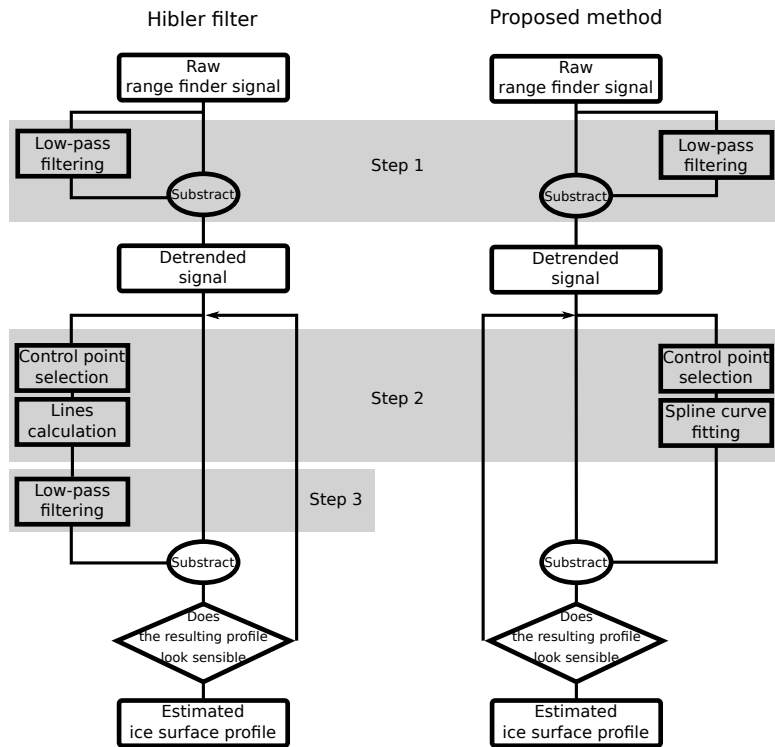 Hibler filter
Raw
range finder signal
Low-pass
filtering
Substract
Detrended
signal
Control point
selection
Lines
calculation
Low-pass
filtering
Substract
Does
the resulting profile
look sensible
Estimated
ice surface profile
Step 1
Step 2
Step 3
Proposed method
Raw
range finder signal
Low-pass
filtering
Substract
Detrended
signal
Control point
selection
Spline curve
fitting
Substract
Does
the resulting profile
look sensible
Estimated
ice surface profile